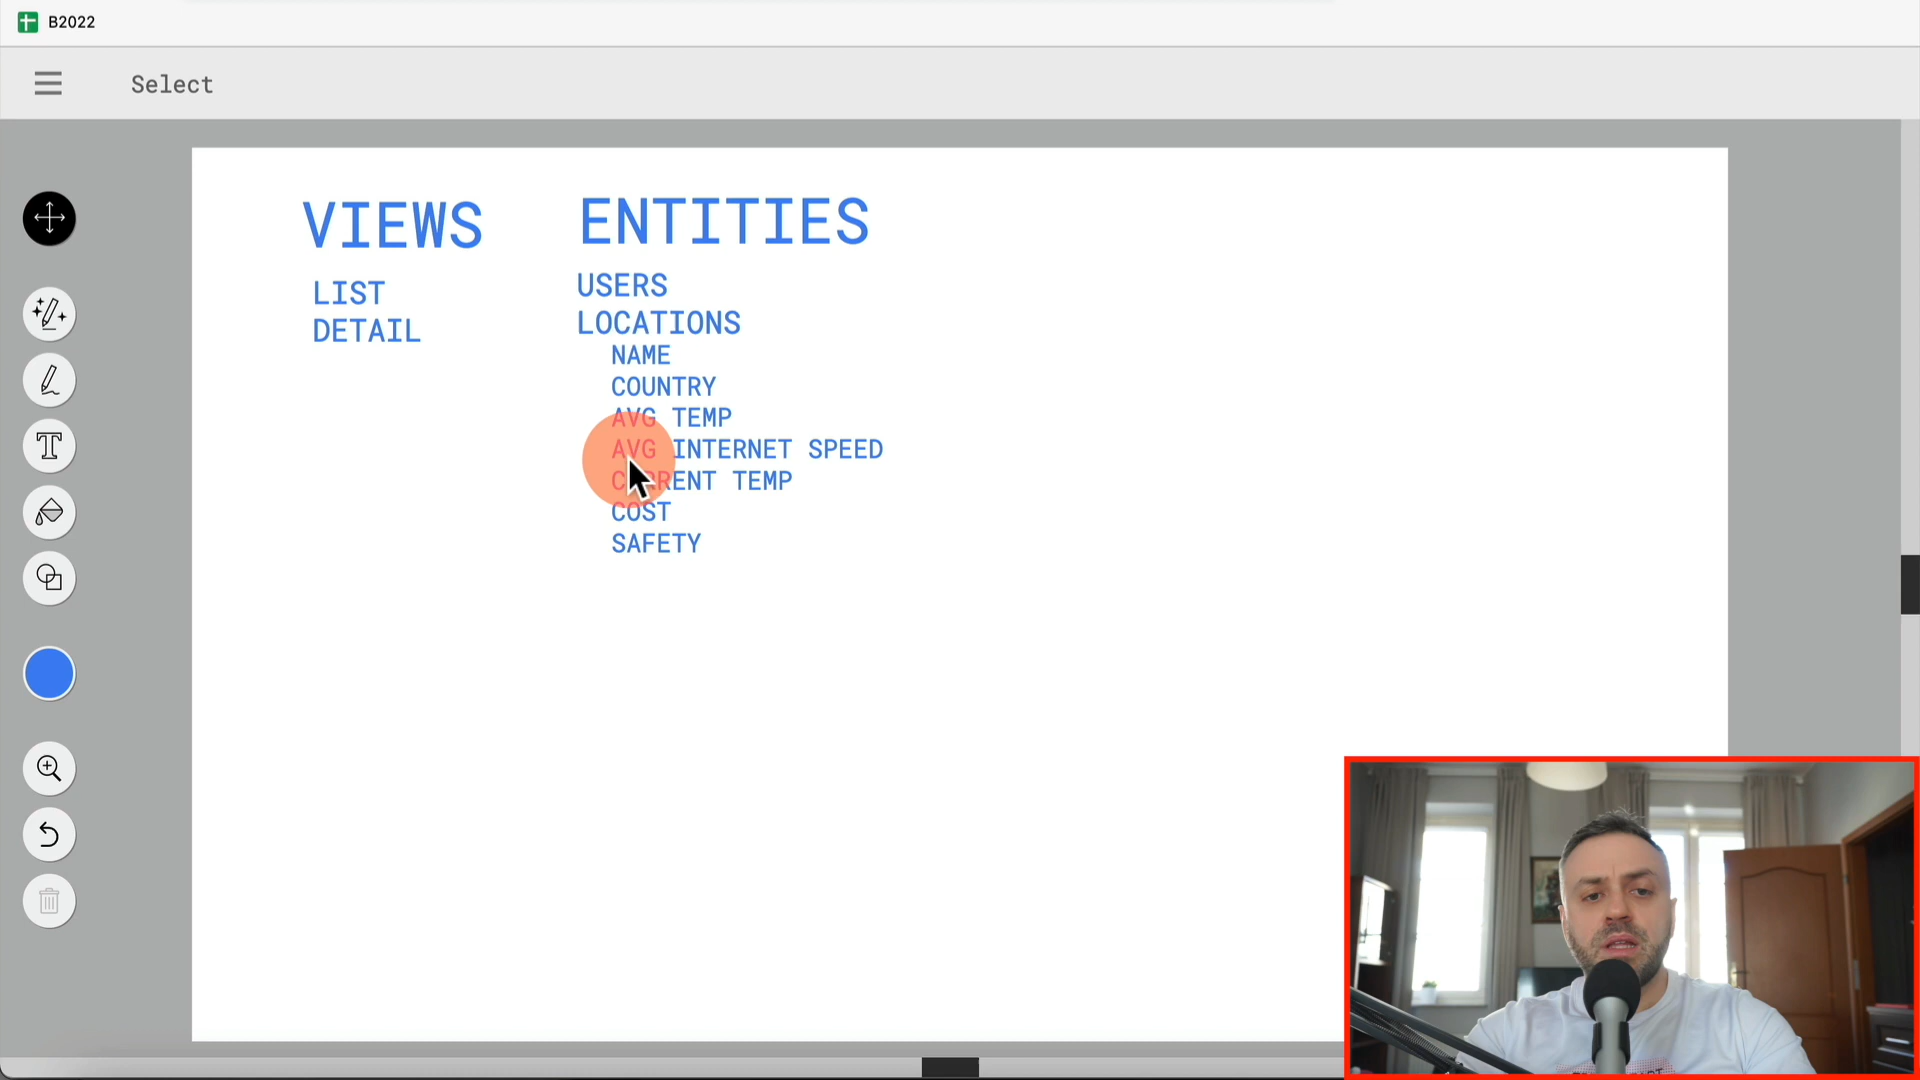 B2022
Select
VIEWS
LIST
DETAIL
ENTITIES
USERS
LOCATIONS
NAME
COUNTRY
AVG TEMP
AVG INTERNET SPEED
CURRENT TEMP
COST
SAFETY